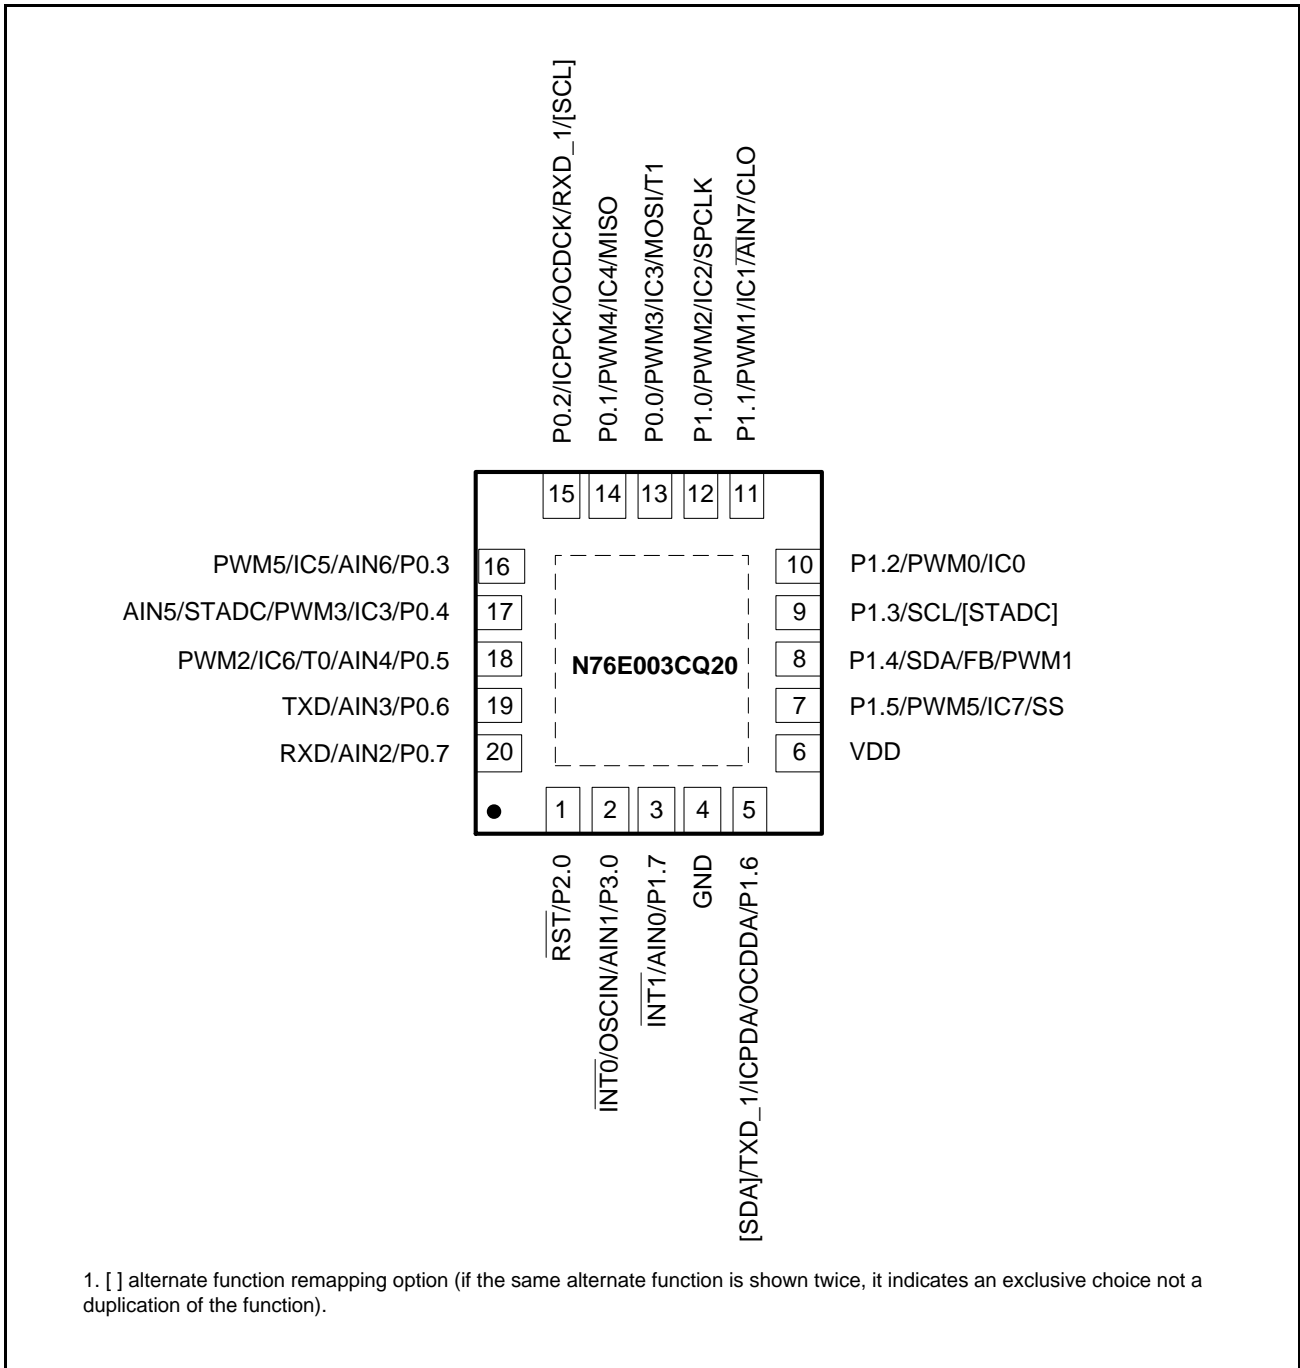 P0.2/ICPCK/OCDCK/RXD_1/[SCL]
P0.1/PWM4/IC4/MISO
P0.0/PWM3/IC3/MOSI/T1
P1.0/PWM2/IC2/SPCLK
P1.1/PWM1/IC1/AIN7/CLO
15 14 13 12 11
PWM5/IC5/AIN6/P0.3 16
10 P1.2/PWM0/IC0
AIN5/STADC/PWM3/IC3/P0.4 17
9 P1.3/SCL/[STADC]
PWM2/IC6/T0/AIN4/P0.5 18
N76E003CQ20
8 P1.4/SDA/FB/PWM1
TXD/AIN3/P0.6 19
7 P1.5/PWM5/IC7/SS
RXD/AIN2/P0.7 20
6 VDD
1 2 3 4 5
RST/P2.0
INT0/OSCIN/AIN1/P3.0
INT1/AIN0/P1.7
GND
[SDA]/TXD_1/ICPDA/OCDDA/P1.6
1. [ ] alternate function remapping option (if the same alternate function is shown twice, it indicates an exclusive choice not a
duplication of the function).